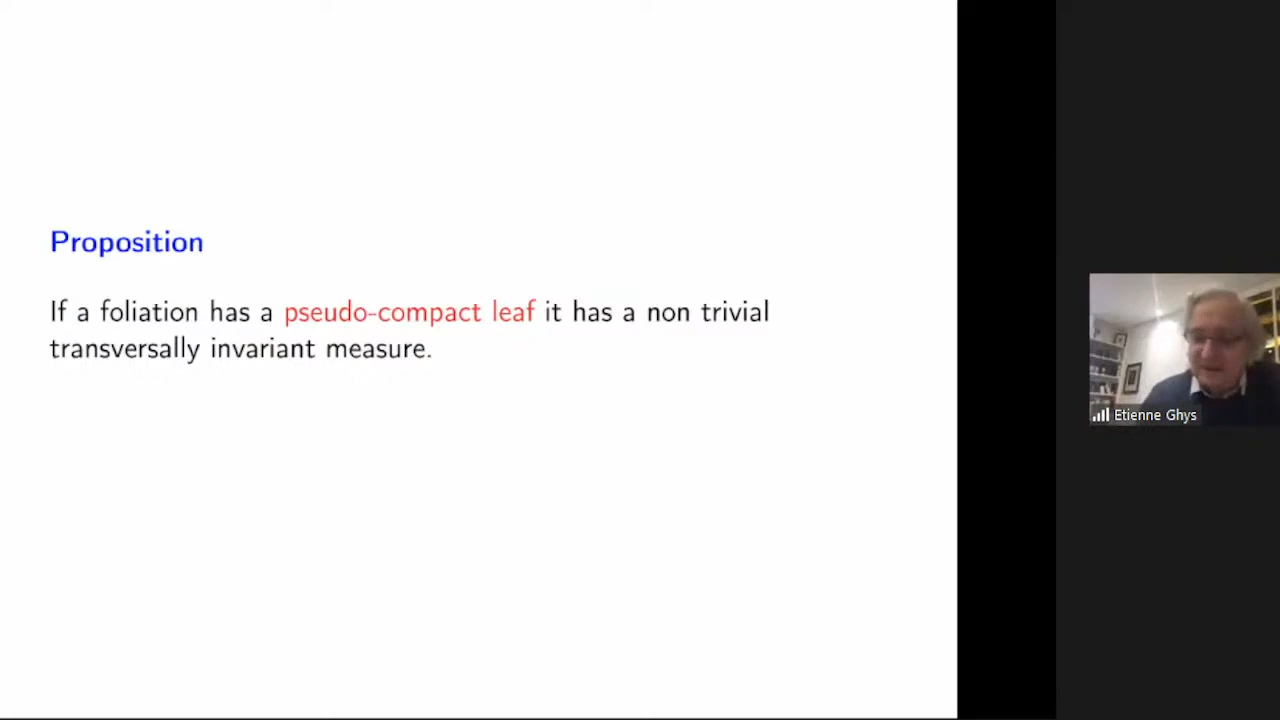 Proposition
If a foliation has a pseudo-compact leaf it has a non trivial
transversally invariant measure.
Etienne Ghys